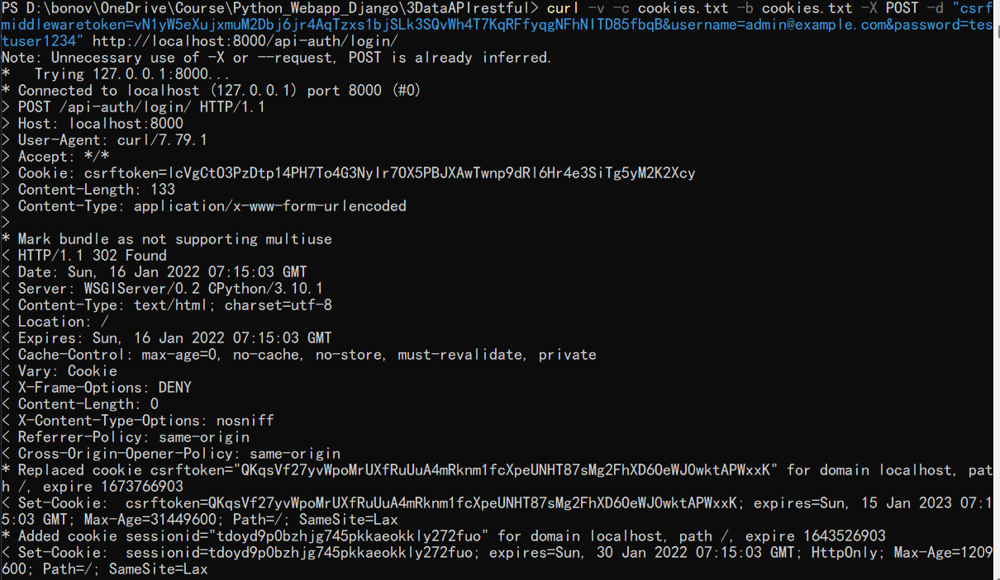 PS D:\bonov\OneDrive\Course\Python_Webapp_Django\3DataAPIrestful> curl -v -c cookies.txt -b cookies.txt -X POST -d "csrf
middlewaretoken=vN1yW5eXujxmuM2Dbj6jr4AqTzxs1bjSLk3SQvWh4T7KqRFfyqgNFhNlTD85fbqB&username=admin@example.com&password=tes
tuser1234" http://localhost:8000/api-auth/login/
Note: Unnecessary use of -X or --request, POST is already inferred.
*   Trying 127.0.0.1:8000...
* Connected to localhost (127.0.0.1) port 8000 (#0)
> POST /api-auth/login/ HTTP/1.1
> Host: localhost:8000
> User-Agent: curl/7.79.1
> Accept: */*
> Cookie: csrftoken=lcVgCtO3PzDtp14PH7To4G3NyIr7OX5PBJXAwTwnp9dRl6Hr4e3SiTg5yM2K2Xcy
> Content-Length: 133
> Content-Type: application/x-www-form-urlencoded
>
* Mark bundle as not supporting multiuse
< HTTP/1.1 302 Found
< Date: Sun, 16 Jan 2022 07:15:03 GMT
< Server: WSGIServer/0.2 CPython/3.10.1
< Content-Type: text/html; charset=utf-8
< Location: /
< Expires: Sun, 16 Jan 2022 07:15:03 GMT
< Cache-Control: max-age=0, no-cache, no-store, must-revalidate, private
< Vary: Cookie
< X-Frame-Options: DENY
< Content-Length: 0
< X-Content-Type-Options: nosniff
< Referrer-Policy: same-origin
< Cross-Origin-Opener-Policy: same-origin
* Replaced cookie csrftoken="QKqsVf27yvWpoMrUXfRuUuA4mRknm1fcXpeUNHT87sMg2FhXD6OeWJOwktAPWxxK" for domain localhost, pat
h /, expire 1673766903
< Set-Cookie:  csrftoken=QKqsVf27yvWpoMrUXfRuUuA4mRknm1fcXpeUNHT87sMg2FhXD6OeWJOwktAPWxxK; expires=Sun, 15 Jan 2023 07:1
5:03 GMT; Max-Age=31449600; Path=/; SameSite=Lax
* Added cookie sessionid="tdoyd9p0bzhjg745pkkaeokkly272fuo" for domain localhost, path /, expire 1643526903
< Set-Cookie:  sessionid=tdoyd9p0bzhjg745pkkaeokkly272fuo; expires=Sun, 30 Jan 2022 07:15:03 GMT; HttpOnly; Max-Age=1209
600; Path=/; SameSite=Lax